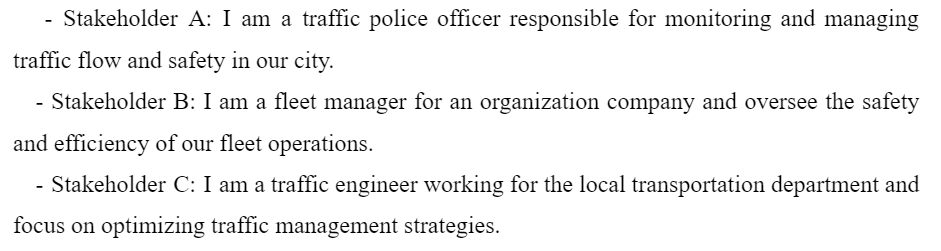 - Stakeholder A: I am a traffic police officer responsible for monitoring and managing
traffic flow and safety in our city.
- Stakeholder B: I am a fleet manager for an organization company and oversee the safety
and efficiency of our fleet operations.
- Stakeholder C: I am a traffic engineer working for the local transportation department and
focus on optimizing traffic management strategies.